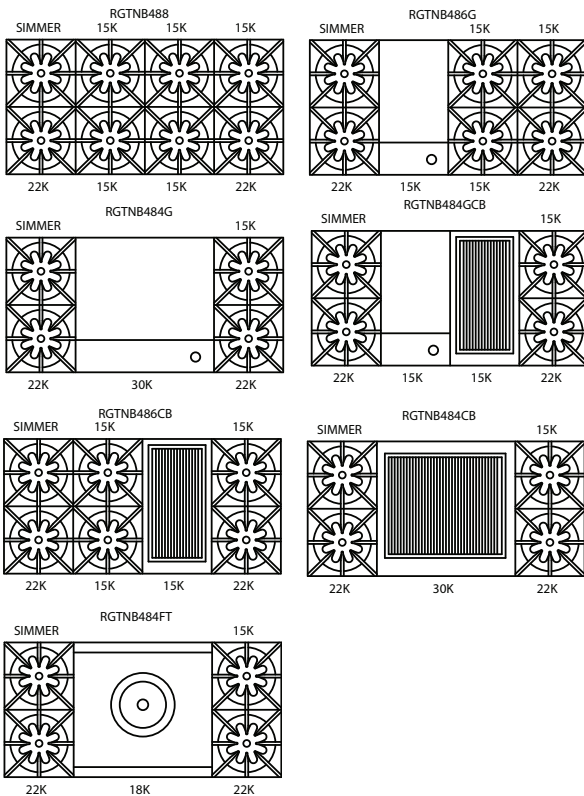 RGTNB488
SIMMER 15K 15K 15K
22K 15K 15K 22K
RGTNB486G
SIMMER 15K 15K
22K 15K 15K 22K
RGTNB484G
SIMMER 15K
22K 30K 22K
RGTNB484GCB
SIMMER 15K
22K 15K 15K 22K
RGTNB486CB
SIMMER 15K 15K
22K 15K 15K 22K
RGTNB484CB
SIMMER 15K
22K 30K 22K
RGTNB484FT
SIMMER 15K
22K 18K 22K